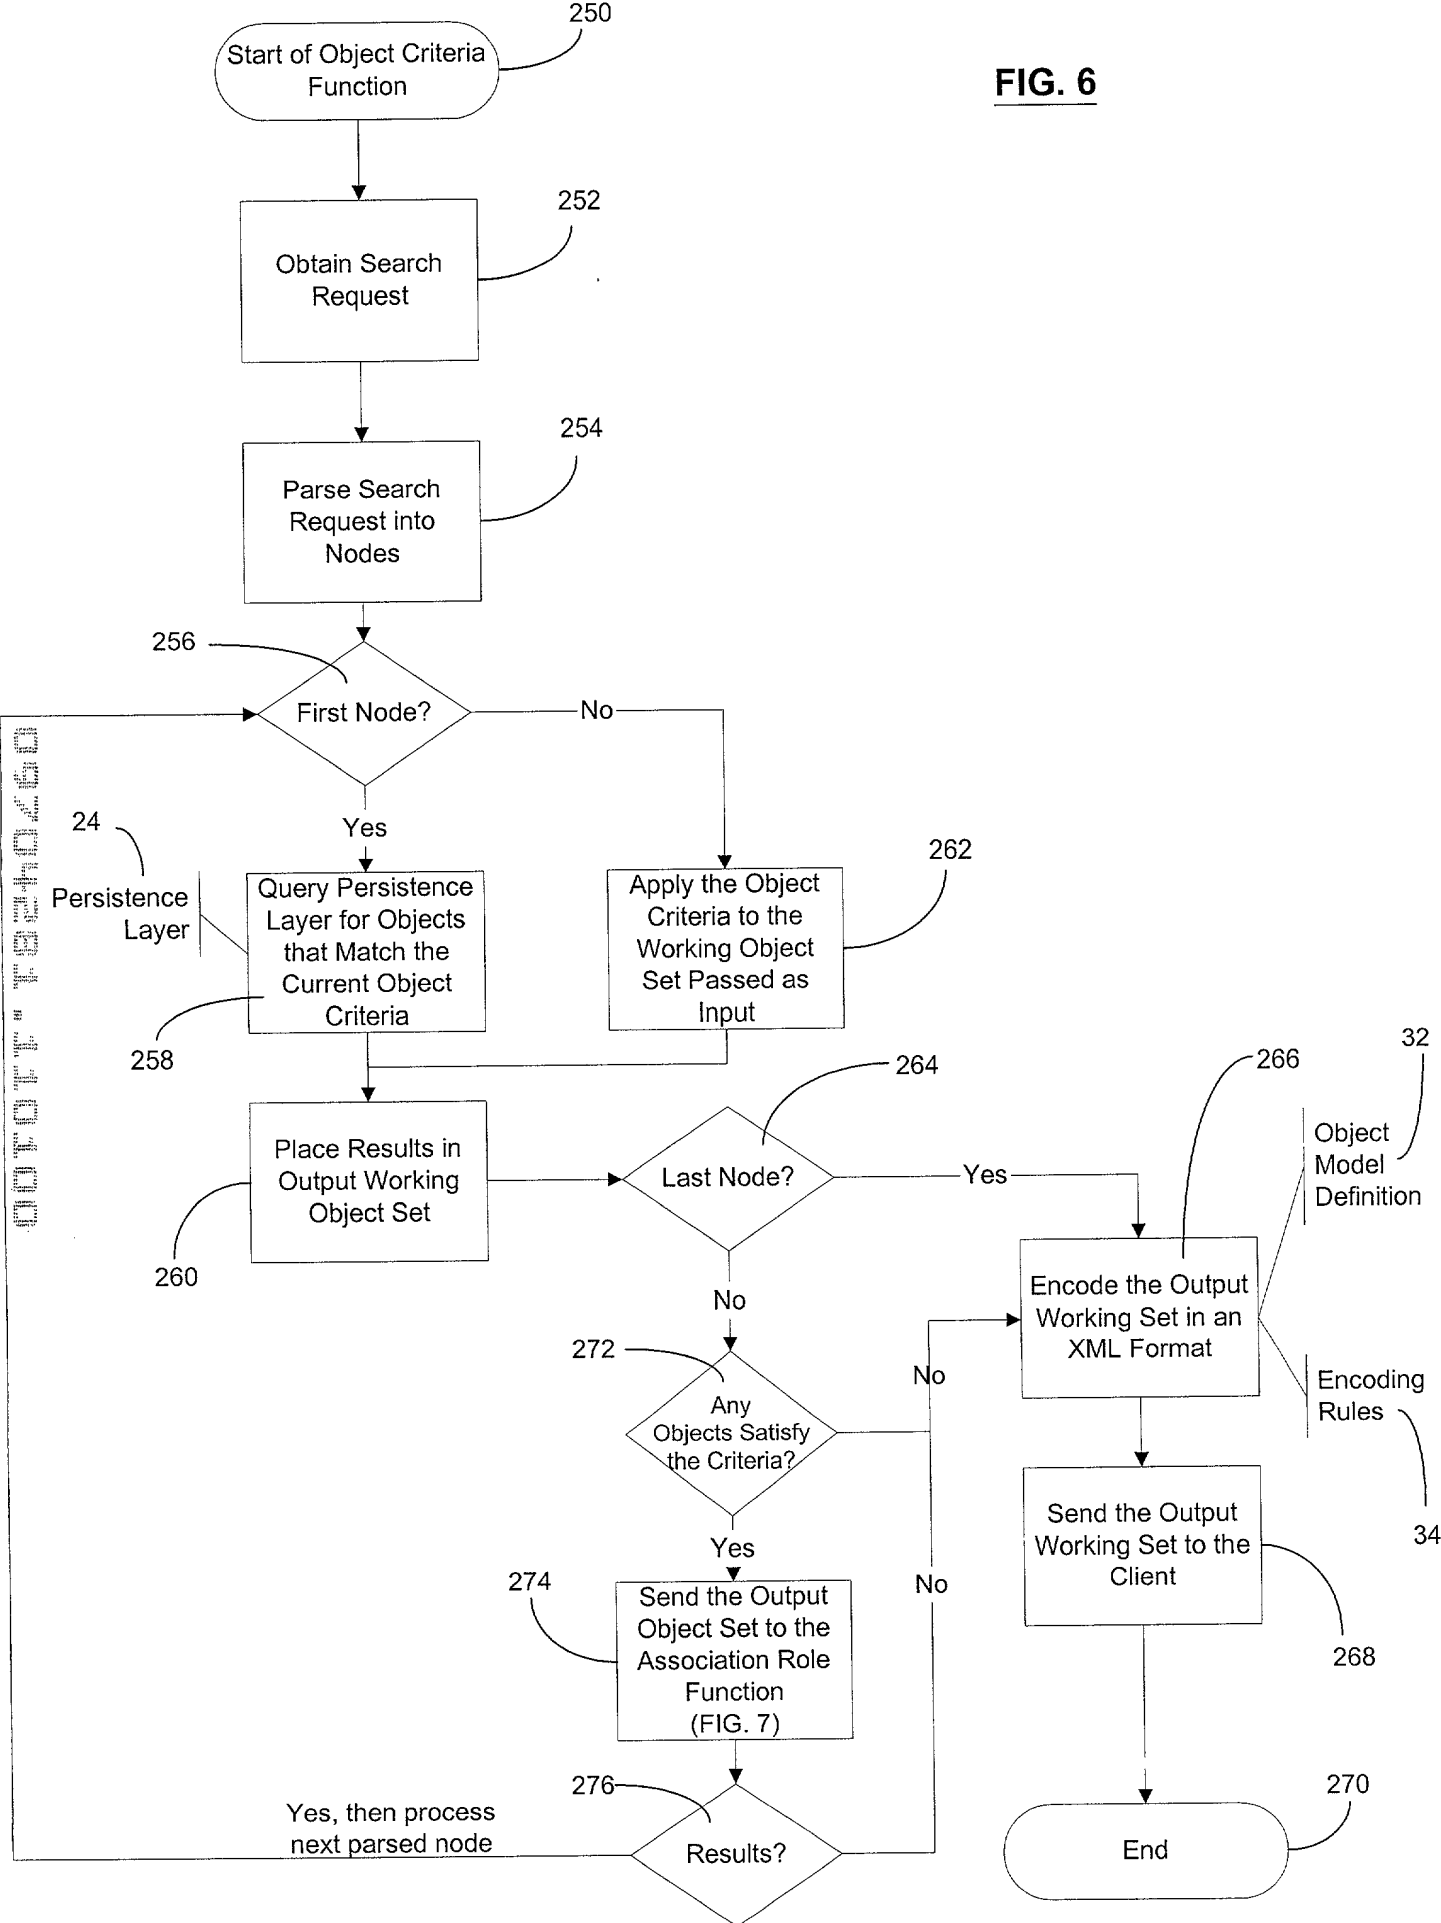 250
Start of Object Criteria
Function
FIG. 6
252
Obtain Search
Request
254
Parse Search
Request into
Nodes
256
First Node?
No
Yes
24
Persistence
Layer
Query Persistence
Layer for Objects
that Match the
Current Object
Criteria
258
262
Apply the Object
Criteria to the
Working Object
Set Passed as
Input
Place Results in
Output Working
Object Set
260
264
Last Node?
Yes
No
266
32
Object
Model
Definition
Encode the Output
Working Set in an
XML Format
Encoding
Rules
34
272
Any
Objects Satisfy
the Criteria?
No
Yes
Send the Output
Working Set to the
Client
268
274
Send the Output
Object Set to the
Association Role
Function
(FIG. 7)
No
276
Results?
Yes, then process
next parsed node
270
End